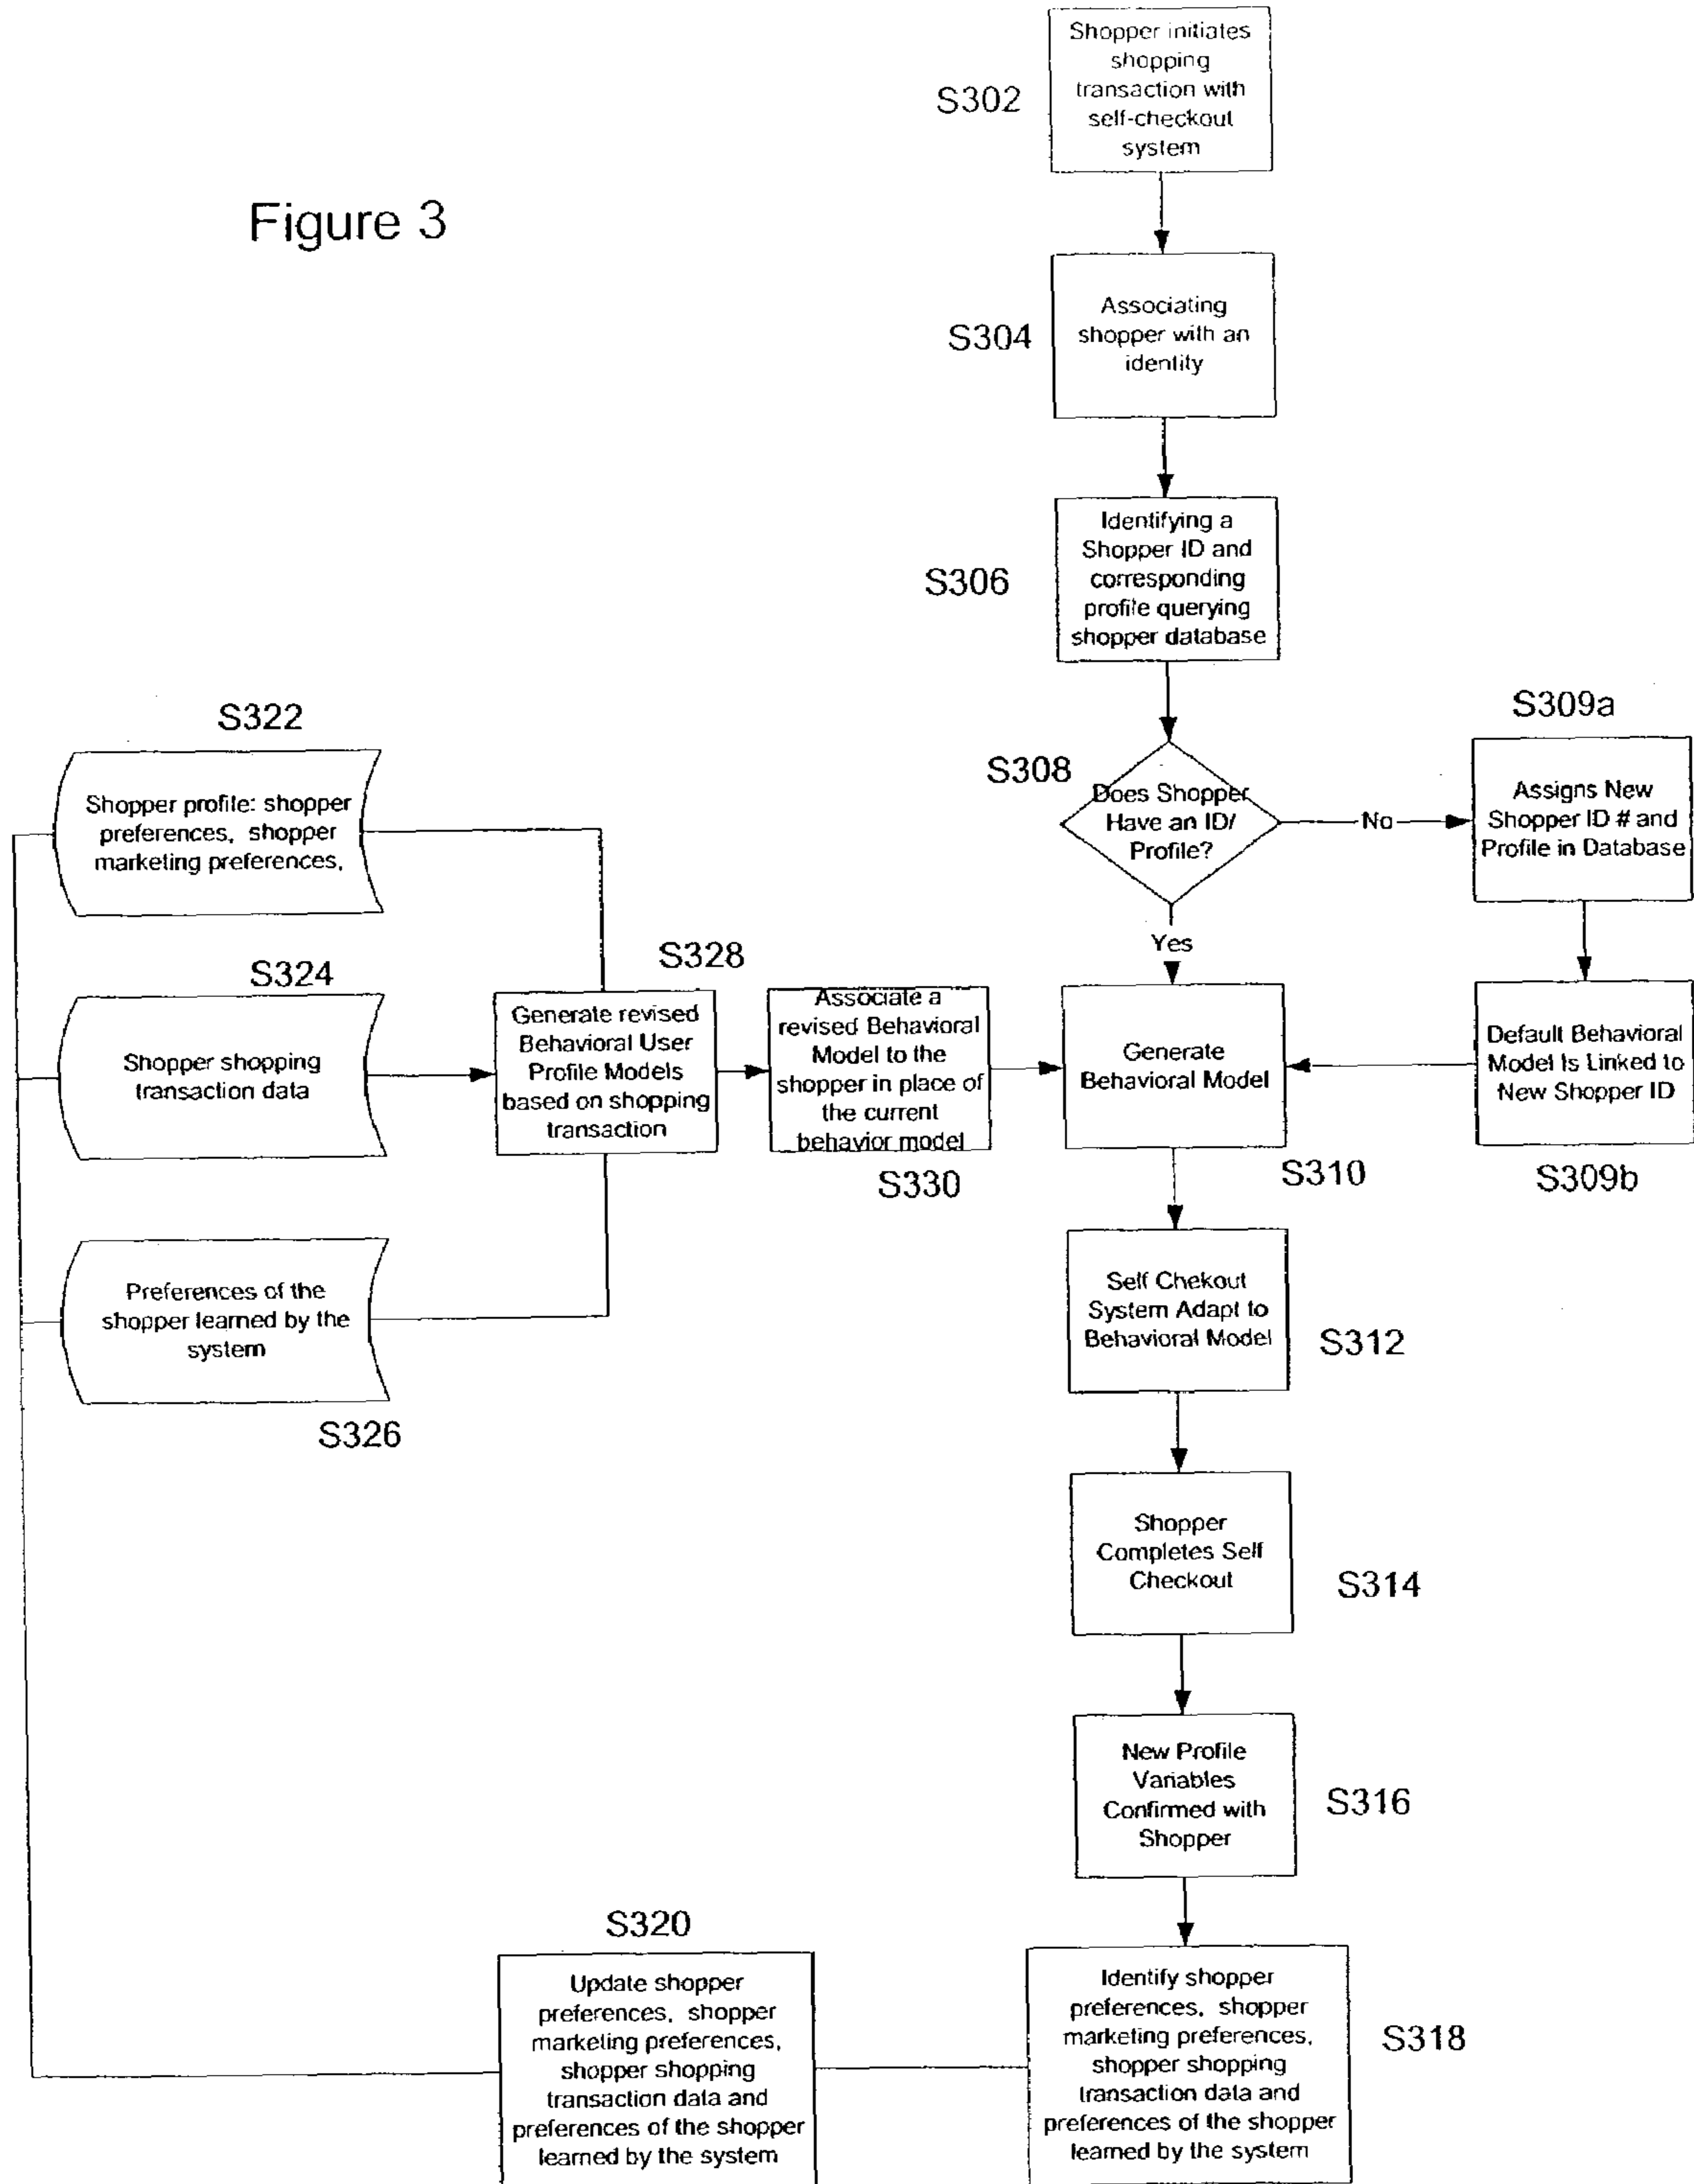 Figure 3
S302
Shopper initiates
shopping
transaction with
self-checkout
system
S304
Associating
shopper with an
identity
S306
Identifying a
Shopper ID and
corresponding
profile querying
shopper database
S308
Does Shopper
Have an ID/
Profile?
No
Yes
S309a
Assigns New
Shopper ID # and
Profile in Database
Default Behavioral
Model Is Linked to
New Shopper ID
S309b
S322
Shopper profile: shopper
preferences, shopper
marketing preferences,
S324
Shopper shopping
transaction data
Preferences of the
shopper learned by the
system
S326
S328
Generate revised
Behavioral User
Profile Models
based on shopping
transaction
Associate a
revised Behavioral
Model to the
shopper in place of
the current
behavior model
S330
Generate
Behavioral Model
S310
Self Chekout
System Adapt to
Behavioral Model
S312
Shopper
Completes Self
Checkout
S314
New Profile
Variables
Confirmed with
Shopper
S316
Identify shopper
preferences, shopper
marketing preferences,
shopper shopping
transaction data and
preferences of the shopper
learned by the system
S318
S320
Update shopper
preferences, shopper
marketing preferences,
shopper shopping
transaction data and
preferences of the shopper
learned by the system